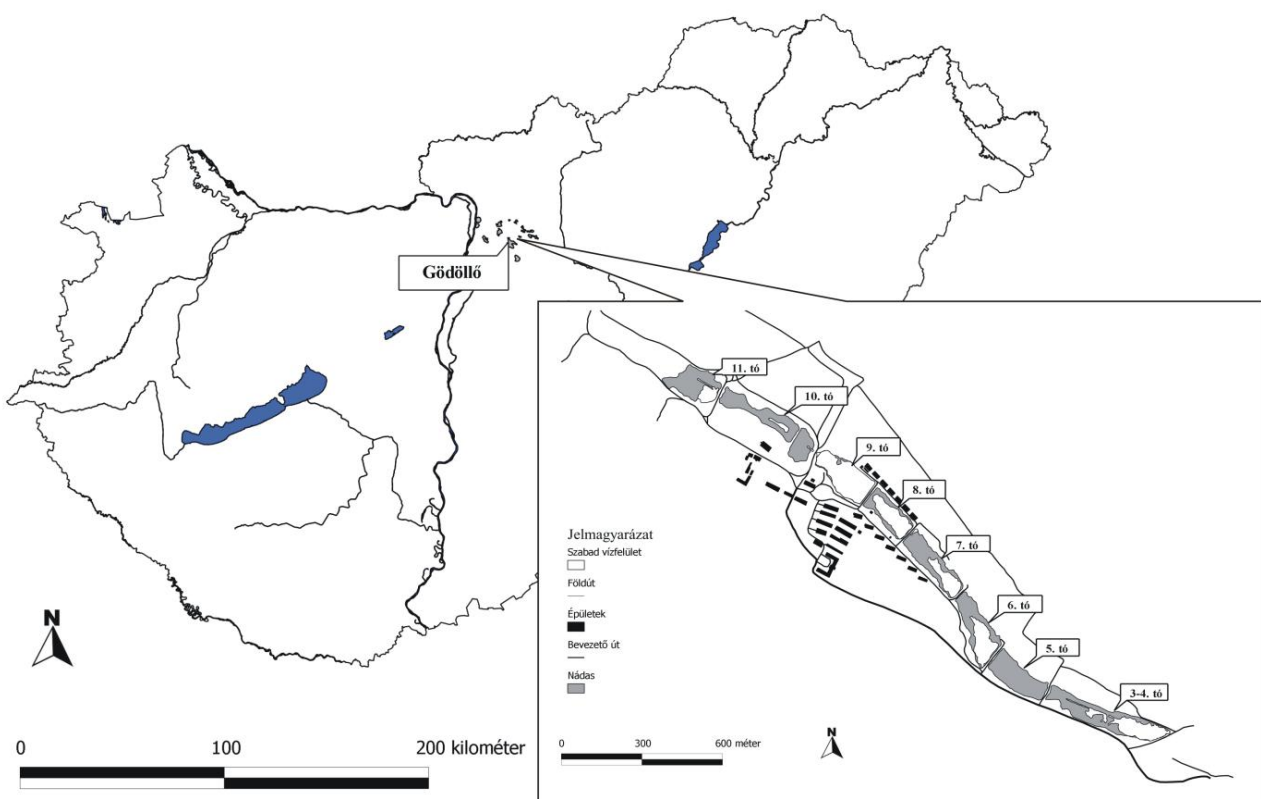 Gödöllő
N
0 100 200 kilométer
11. tó
10. tó
9. tó
8. tó
7. tó
6. tó
5. tó
3-4. tó
Jelmagyarázat
Szabad vízfelület
Földút
Épületek
Bevezető út
Nádas
0 300 600 méter
N